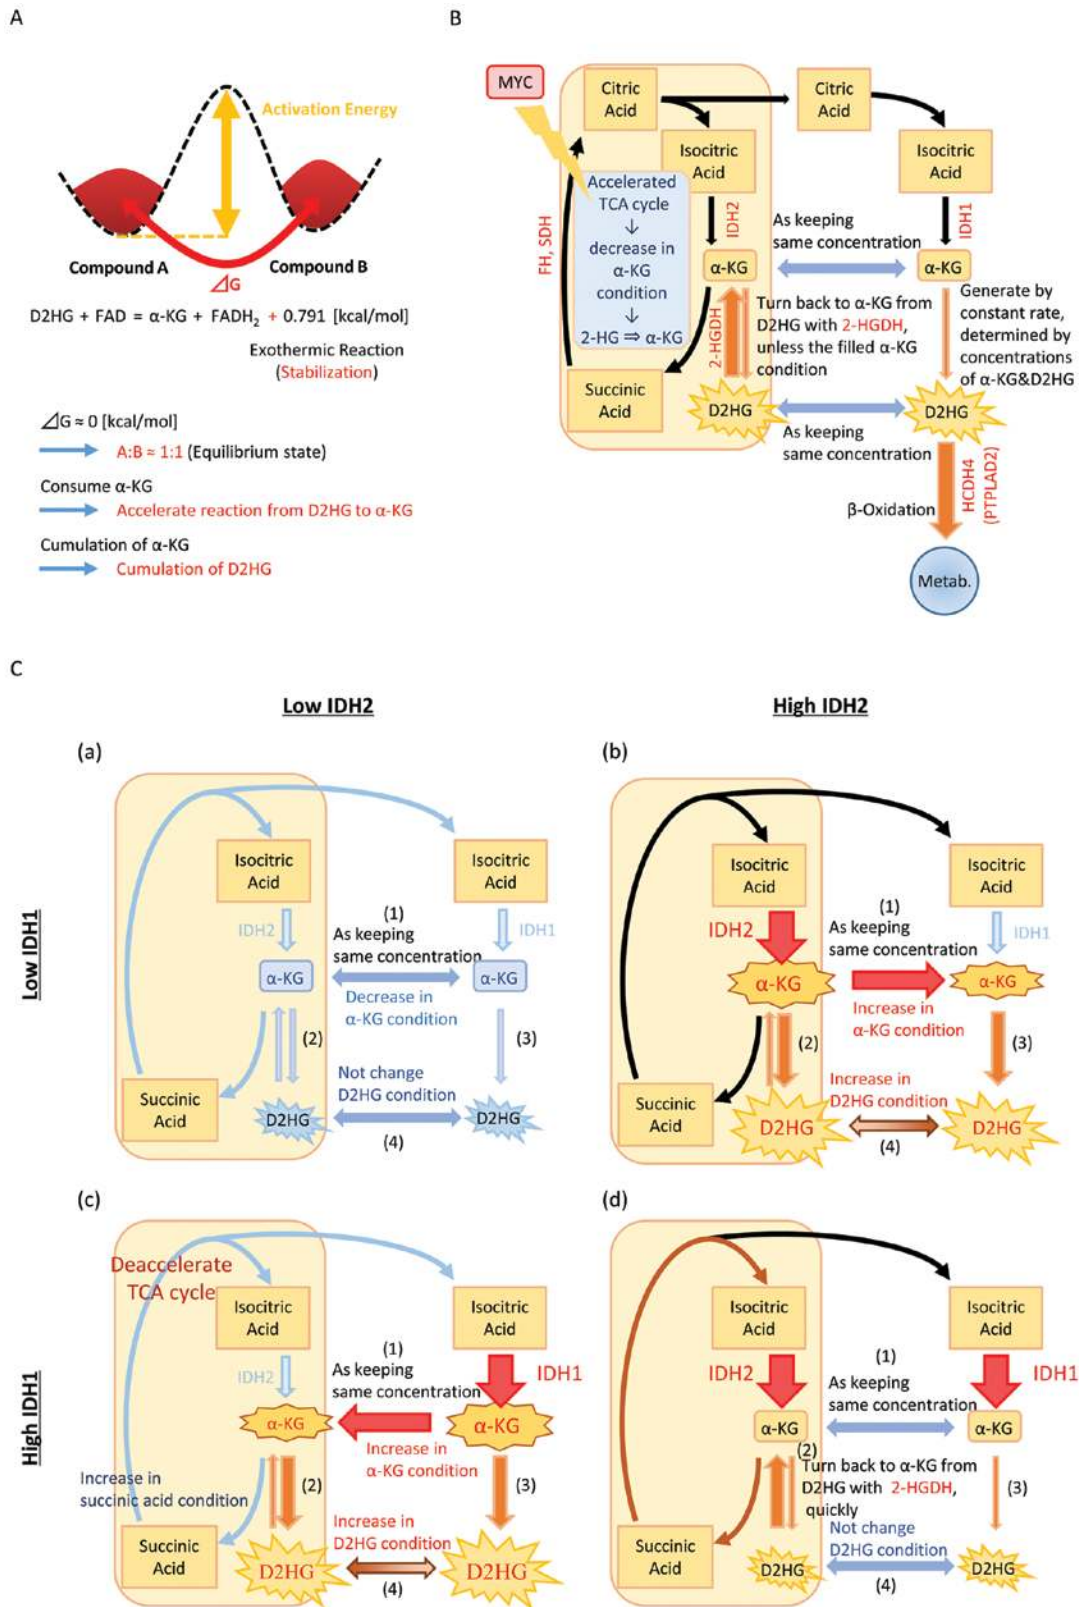 A
Activation Energy
Compound A
Compound B
⊿G
D2HG + FAD = α-KG + FADH₂ + 0.791 [kcal/mol]
Exothermic Reaction
(Stabilization)
⊿G ≈ 0 [kcal/mol]
A:B ≈ 1:1 (Equilibrium state)
Consume α-KG
Accelerate reaction from D2HG to α-KG
Cumulation of α-KG
Cumulation of D2HG
B
MYC
Citric
Acid
Citric
Acid
Isocitric
Acid
Isocitric
Acid
Accelerated
TCA cycle
↓
decrease in
α-KG
condition
↓
2-HG ⇒ α-KG
FH, SDH
IDH2
As keeping
same concentration
IDH1
α-KG
α-KG
2-HGDH
Turn back to α-KG from
D2HG with 2-HGDH,
unless the filled α-KG
condition
Generate by
constant rate,
determined by
concentrations
of α-KG&D2HG
Succinic
Acid
D2HG
D2HG
As keeping
same concentration
β-Oxidation
HCDH4
(PTPLAD2)
Metab.
C
Low IDH2
High IDH2
Low IDH1
High IDH1
(a)
Isocitric
Acid
Isocitric
Acid
IDH2
(1)
As keeping
same concentration
IDH1
α-KG
α-KG
Decrease in
α-KG condition
(2)
(3)
Not change
D2HG condition
Succinic
Acid
D2HG
D2HG
(4)
(b)
Isocitric
Acid
Isocitric
Acid
IDH2
(1)
As keeping
same concentration
IDH1
α-KG
α-KG
Increase in
α-KG condition
(2)
(3)
Increase in
D2HG condition
Succinic
Acid
D2HG
D2HG
(4)
(c)
Deaccelerate
TCA cycle
Isocitric
Acid
Isocitric
Acid
IDH2
(1)
As keeping
same concentration
IDH1
α-KG
α-KG
Increase in
α-KG condition
Increase in
succinic acid condition
(2)
(3)
Increase in
D2HG condition
Succinic
Acid
D2HG
D2HG
(4)
(d)
Isocitric
Acid
Isocitric
Acid
IDH2
(1)
As keeping
same concentration
IDH1
α-KG
α-KG
(2)
Turn back to α-KG from
D2HG with 2-HGDH,
quickly
(3)
Not change
D2HG condition
Succinic
Acid
D2HG
D2HG
(4)